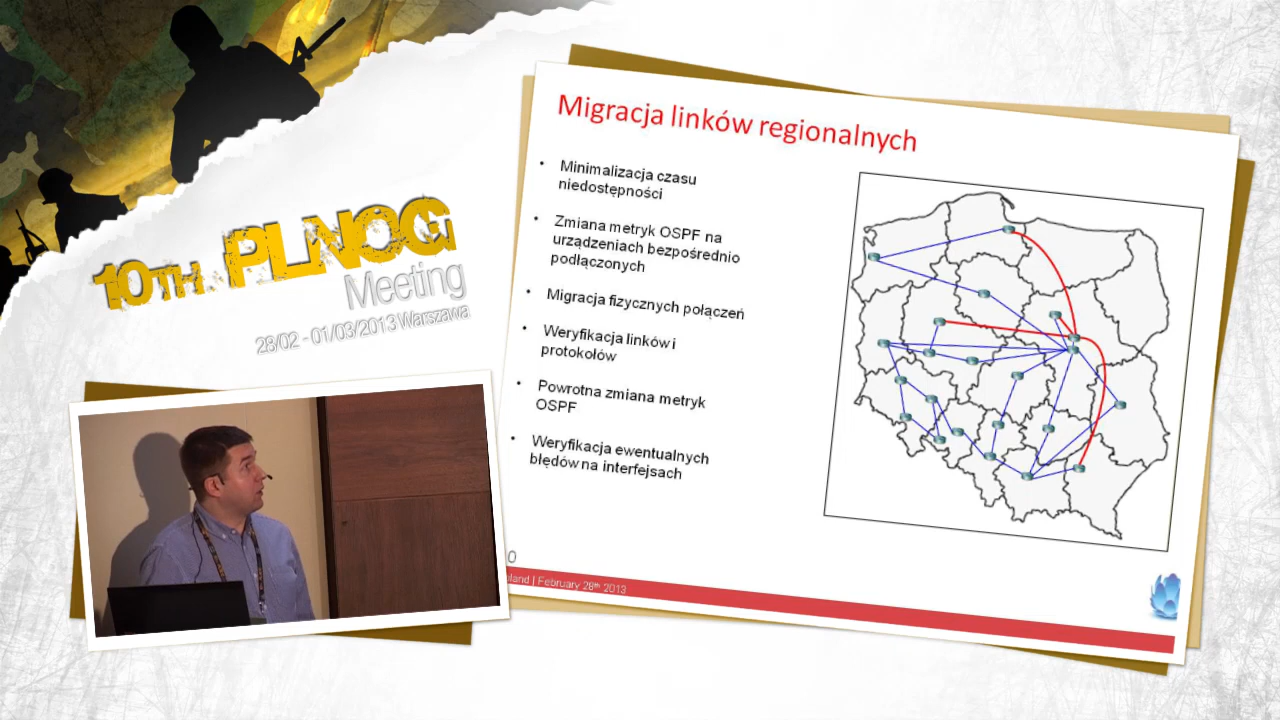 10TH PLNOG
Meeting
28/02 - 01/03/2013 Warszawa
Migracja linków regionalnych
• Minimalizacja czasu
niedostępności
• Zmiana metryk OSPF na
urządzeniach bezpośrednio
podłączonych
• Migracja fizycznych połączeń
• Weryfikacja linków i
protokołów
• Powrotna zmiana metryk
OSPF
• Weryfikacja ewentualnych
błędów na interfejsach
0
land | February 28th 2013